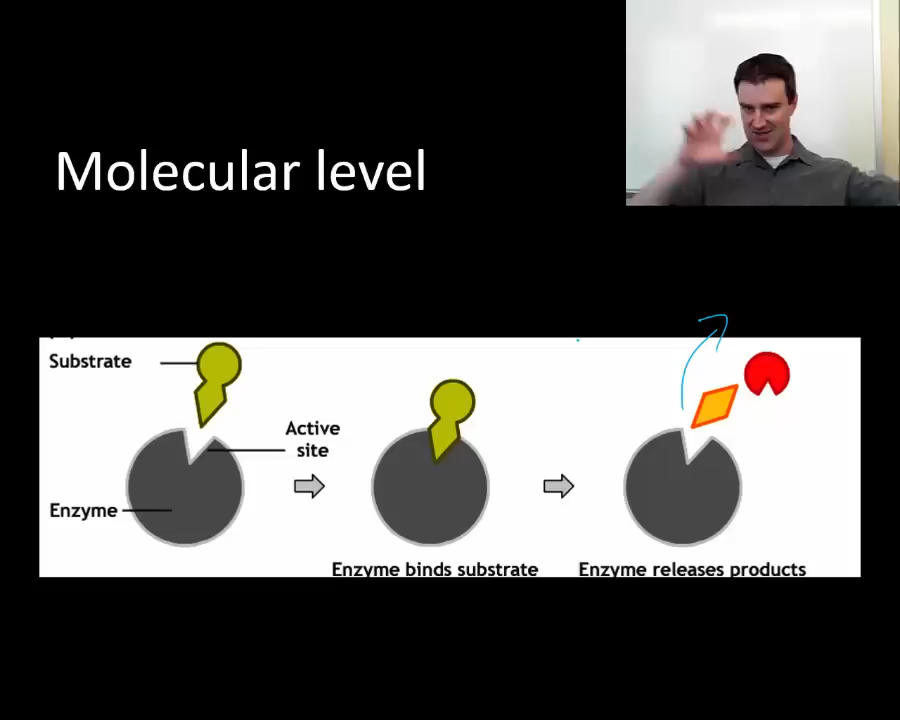 Molecular level
Substrate
Active
site
Enzyme
Enzyme binds substrate
Enzyme releases products